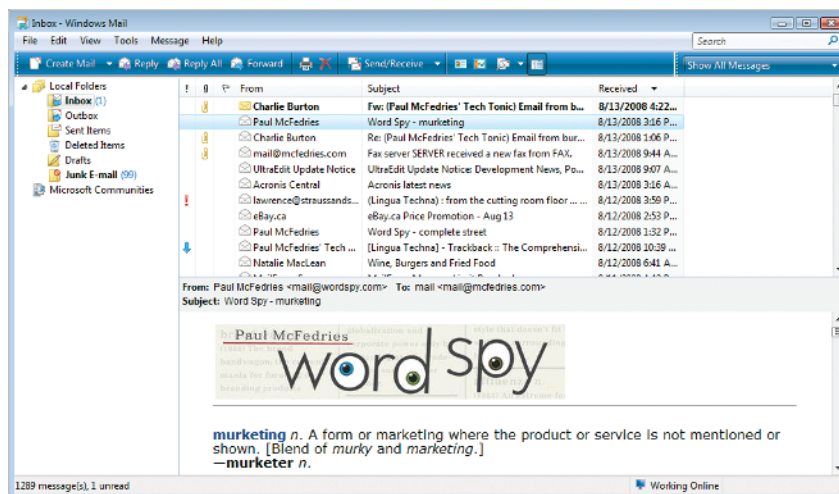 Inbox - Windows Mail
File Edit View Tools Message Help
Search
Create Mail Reply Reply All Forward Send/Receive Show All Messages
Local Folders
Inbox (1)
Outbox
Sent Items
Deleted Items
Drafts
Junk E-mail (99)
Microsoft Communities
! From Subject Received
Charlie Burton Fw: (Paul McFedries' Tech Tonic) Email from b... 8/13/2008 4:22...
Paul McFedries Word Spy - murketing 8/13/2008 3:16 P...
Charlie Burton Re: (Paul McFedries' Tech Tonic) Email from bur... 8/13/2008 1:06 P...
mail@mcfedries.com Fax server SERVER received a new fax from FAX. 8/13/2008 9:44 A...
UltraEdit Update Notice UltraEdit Update Notice: Development News, Po... 8/13/2008 9:07 A...
Acronis Central Acronis latest news 8/13/2008 3:16 A...
lawrence@straussands... (Lingua Techna) : from the cutting room floor ... ... 8/12/2008 3:59 P...
eBay.ca eBay.ca Price Promotion - Aug 13 8/12/2008 2:53 P...
Paul McFedries Word Spy - complete street 8/12/2008 1:32 P...
Paul McFedries' Tech ... [Lingua Techna] - Trackback :: The Comprehensi... 8/12/2008 10:39 ...
Natalie MacLean Wine, Burgers and Fried Food 8/12/2008 6:41 A...
From: Paul McFedries <mail@wordspy.com> To: mail <mail@mcfedries.com>
Subject: Word Spy - murketing
Paul McFedries
word spy
murketing n. A form or marketing where the product or service is not mentioned or
shown. [Blend of murky and marketing.]
—murketer n.
1289 message(s), 1 unread
Working Online